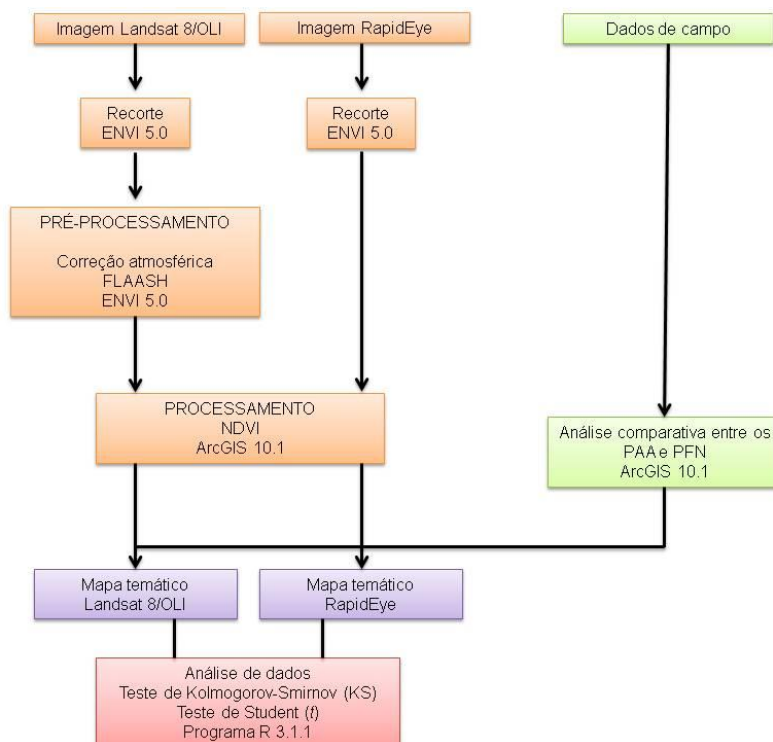 Imagem Landsat 8/OLI
Imagem RapidEye
Dados de campo
Recorte
ENVI 5.0
Recorte
ENVI 5.0
PRÉ-PROCESSAMENTO
Correção atmosférica
FLAASH
ENVI 5.0
PROCESSAMENTO
NDVI
ArcGIS 10.1
Análise comparativa entre os
PAA e PFN
ArcGIS 10.1
Mapa temático
Landsat 8/OLI
Mapa temático
RapidEye
Análise de dados
Teste de Kolmogorov-Smirnov (KS)
Teste de Student (t)
Programa R 3.1.1